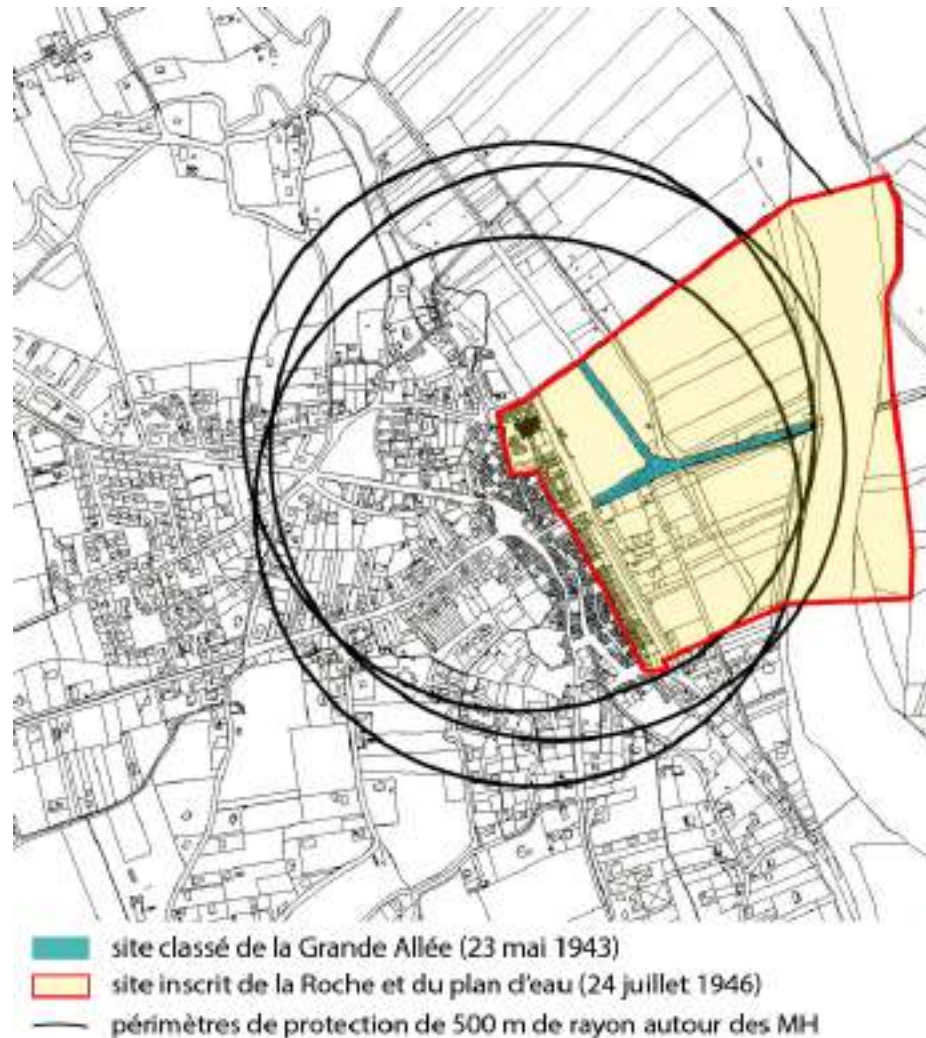 site classé de la Grande Allée (23 mai 1943)
site inscrit de la Roche et du plan d'eau (24 juillet 1946)
périmètres de protection de 500 m de rayon autour des MH